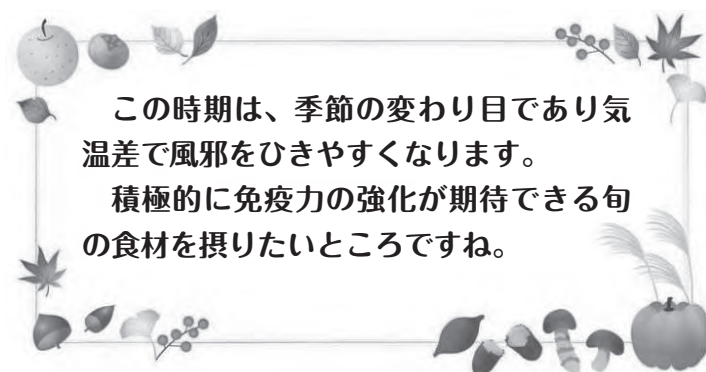 この時期は、季節の変わり目であり気
温差で風邪をひきやすくなります。
　積極的に免疫力の強化が期待できる旬
の食材を摂りたいところですね。